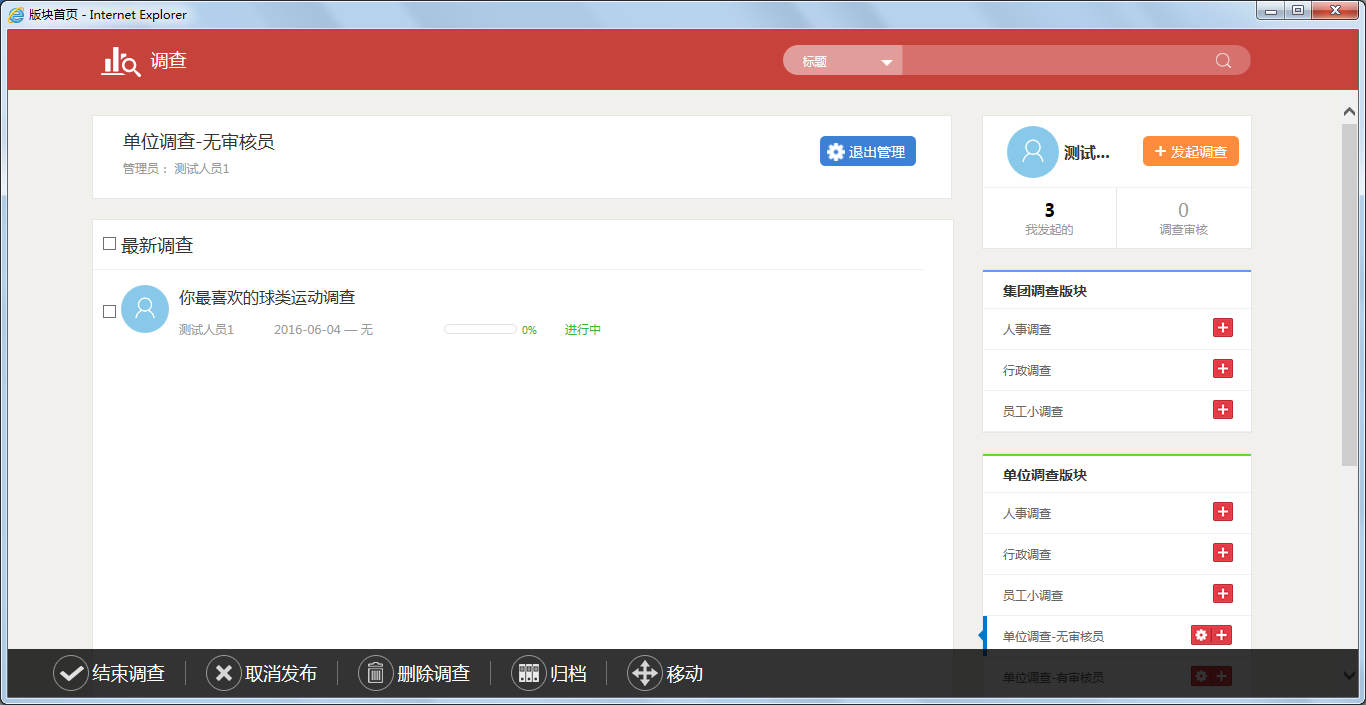 版块首页 - Internet Explorer
调查
标题
单位调查-无审核员
管理员： 测试人员1
退出管理
最新调查
你最喜欢的球类运动调查
测试人员1 2016-06-04 — 无 0% 进行中
测试... + 发起调查
3 0
我发起的 调查审核
集团调查版块
人事调查
行政调查
员工小调查
单位调查版块
人事调查
行政调查
员工小调查
单位调查-无审核员
单位调查-有审核员
结束调查 取消发布 删除调查 归档 移动